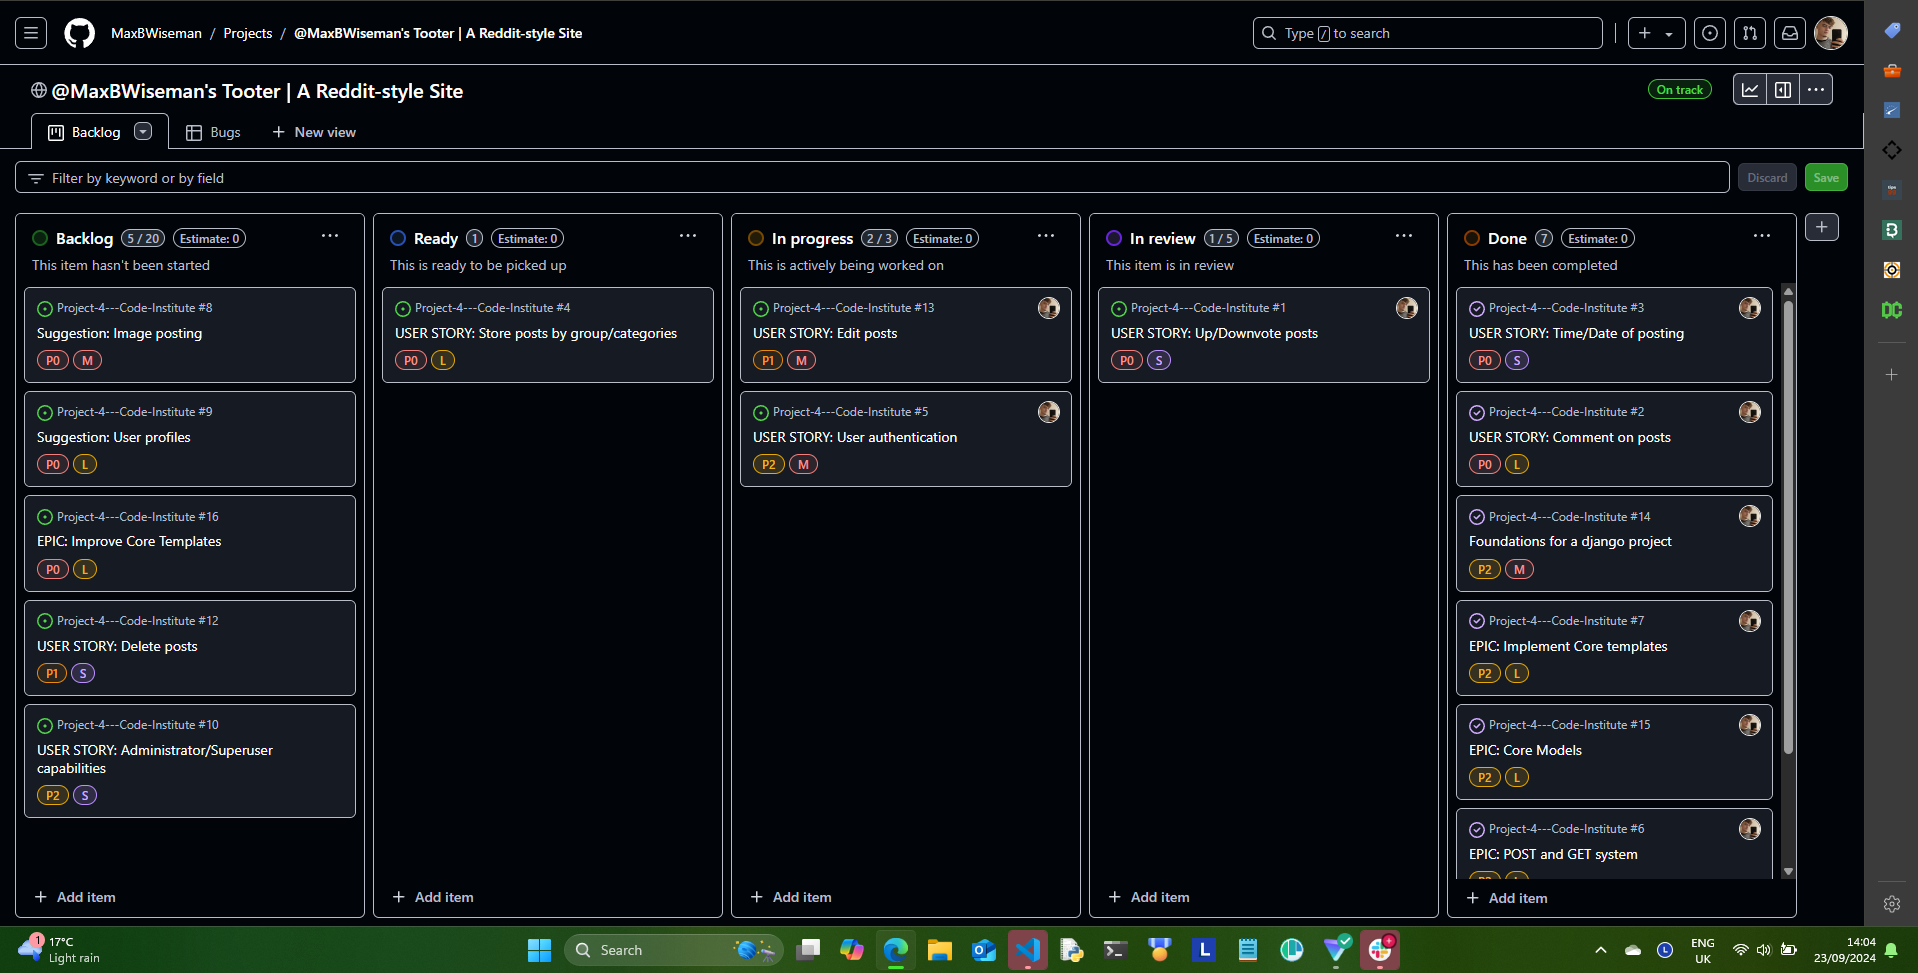 MaxBWiseman / Projects / @MaxBWiseman's Tooter | A Reddit-style Site
Type / to search
@MaxBWiseman's Tooter | A Reddit-style Site
On track
Backlog
Bugs
New view
Filter by keyword or by field
Discard
Save
Backlog 5 / 20 Estimate: 0
This item hasn't been started
Project-4---Code-Institute #8
Suggestion: Image posting
P0 M
Project-4---Code-Institute #9
Suggestion: User profiles
P0 L
Project-4---Code-Institute #16
EPIC: Improve Core Templates
P0 L
Project-4---Code-Institute #12
USER STORY: Delete posts
P1 S
Project-4---Code-Institute #10
USER STORY: Administrator/Superuser
capabilities
P2 S
Add item
Ready 1 Estimate: 0
This is ready to be picked up
Project-4---Code-Institute #4
USER STORY: Store posts by group/categories
P0 L
Add item
In progress 2 / 3 Estimate: 0
This is actively being worked on
Project-4---Code-Institute #13
USER STORY: Edit posts
P1 M
Project-4---Code-Institute #5
USER STORY: User authentication
P2 M
Add item
In review 1 / 5 Estimate: 0
This item is in review
Project-4---Code-Institute #1
USER STORY: Up/Downvote posts
P0 S
Add item
Done 7 Estimate: 0
This has been completed
Project-4---Code-Institute #3
USER STORY: Time/Date of posting
P0 S
Project-4---Code-Institute #2
USER STORY: Comment on posts
P0 L
Project-4---Code-Institute #14
Foundations for a django project
P2 M
Project-4---Code-Institute #7
EPIC: Implement Core templates
P2 L
Project-4---Code-Institute #15
EPIC: Core Models
P2 L
Project-4---Code-Institute #6
EPIC: POST and GET system
Add item
1
17°C
Light rain
Search
L
L
ENG
UK
14:04
23/09/2024